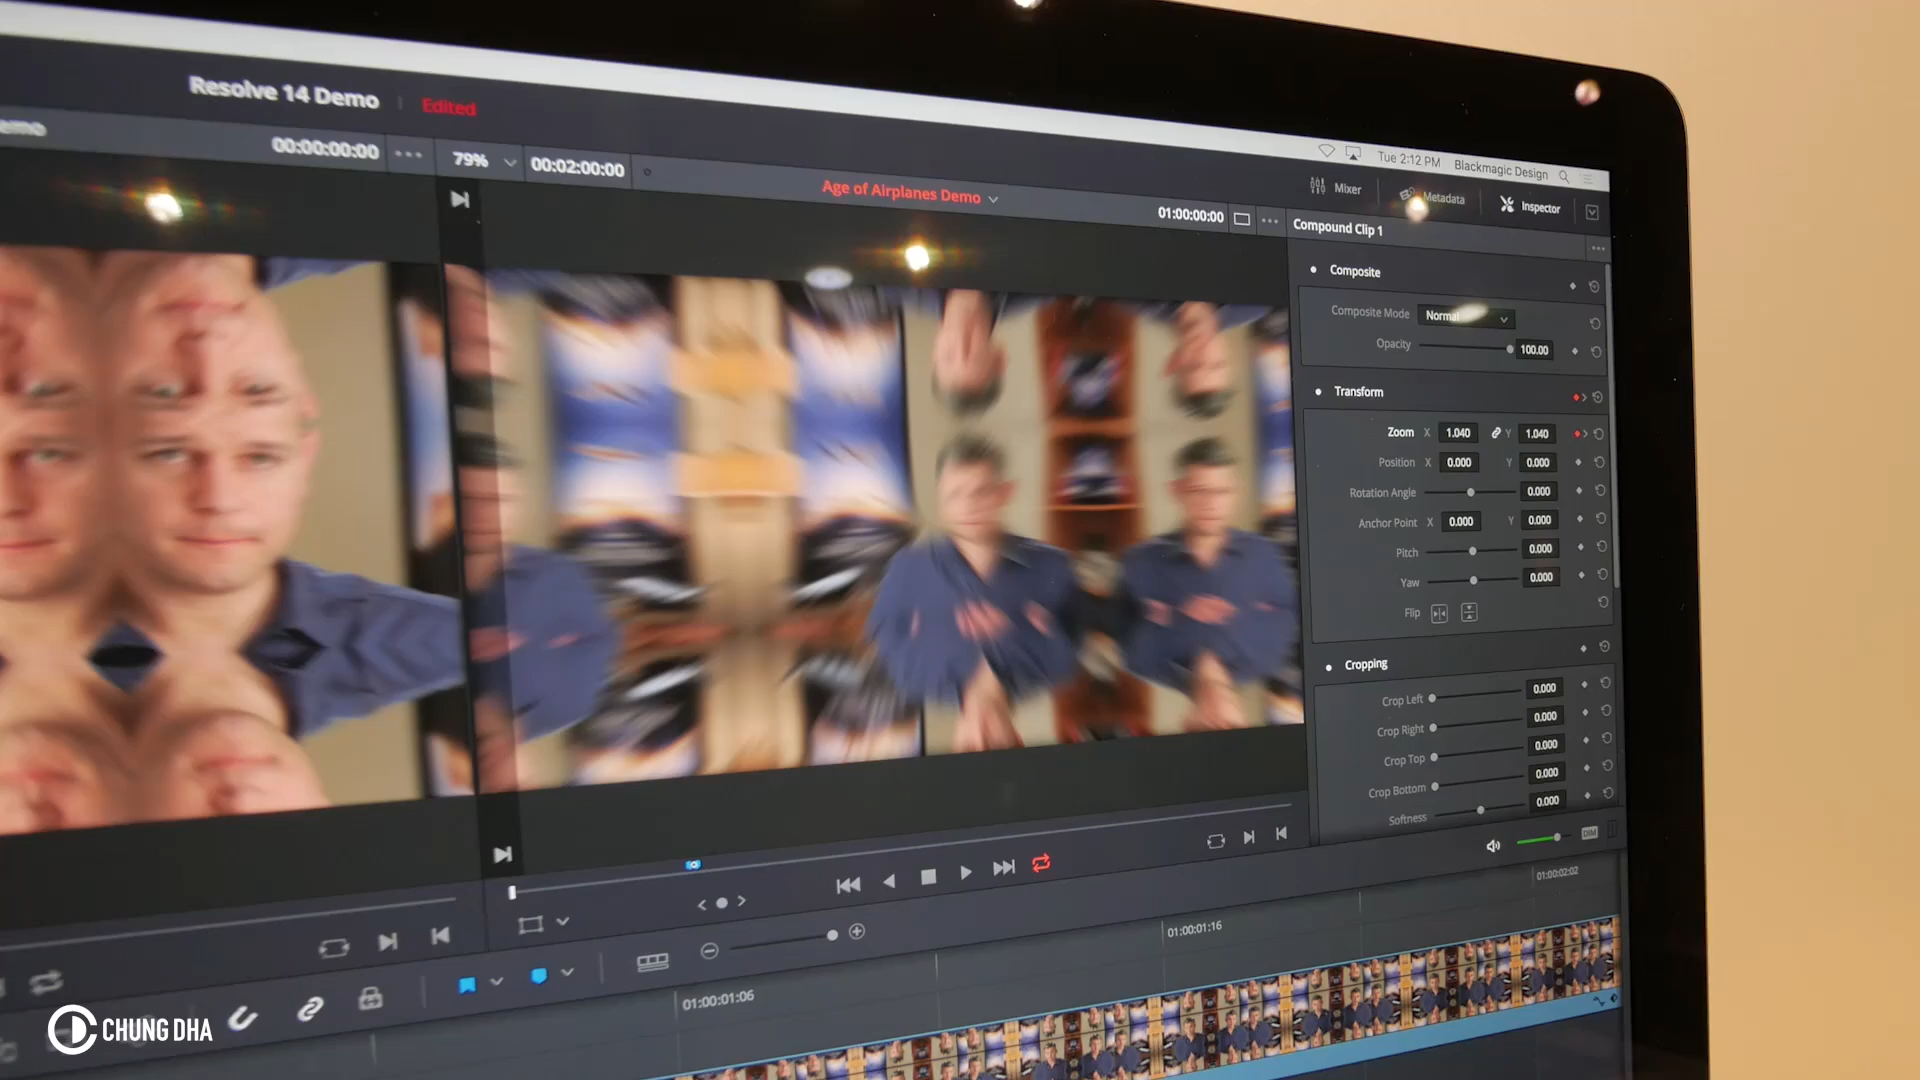 Tue 2:12 PM Blackmagic Design
Resolve 14 Demo Edited
Mixer Metadata Inspector
00:00:00:00 79% 00:02:00:00 Age of Airplanes Demo 01:00:00:00
Compound Clip 1
Composite
Composite Mode Normal
Opacity 100.00
Transform
Zoom X 1.040 Y 1.040
Position X 0.000 Y 0.000
Rotation Angle 0.000
Anchor Point X 0.000 Y 0.000
Pitch 0.000
Yaw 0.000
Flip
Cropping
Crop Left 0.000
Crop Right 0.000
Crop Top 0.000
Crop Bottom 0.000
Softness 0.000
DIM
01:00:01:06 01:00:01:16 01:00:02:02
CHUNG DHA